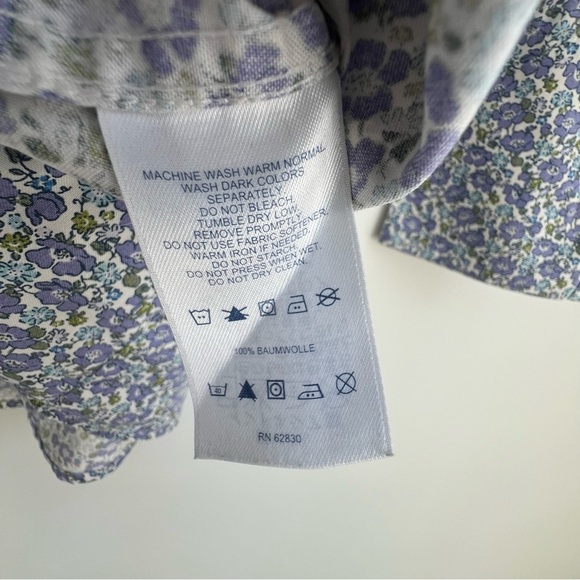 MACHINE WASH WARM NORMAL
WASH DARK COLORS
SEPARATELY
DO NOT BLEACH.
TUMBLE DRY LOW.
REMOVE PROMPTLY.
DO NOT USE FABRIC SOFTENER.
WARM IRON IF NEEDED.
DO NOT STARCH.
DO NOT PRESS WHEN WET.
DO NOT DRY CLEAN.
100% BAUMWOLLE
40
RN 62830